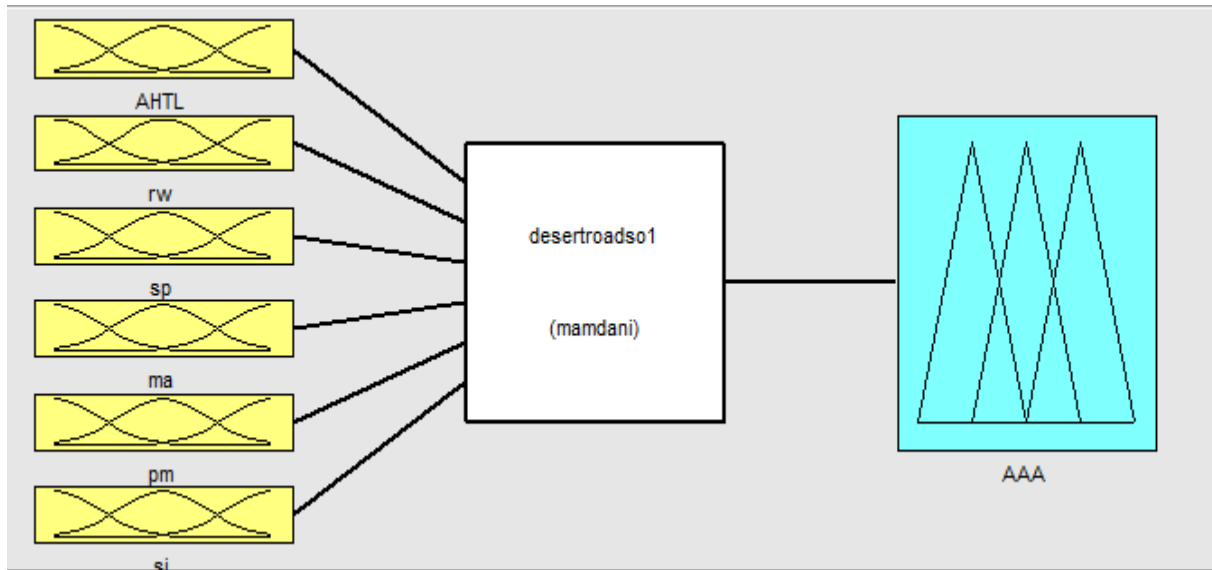 AHTL
rw
sp
ma
pm
desertroadso1
(mamdani)
AAA